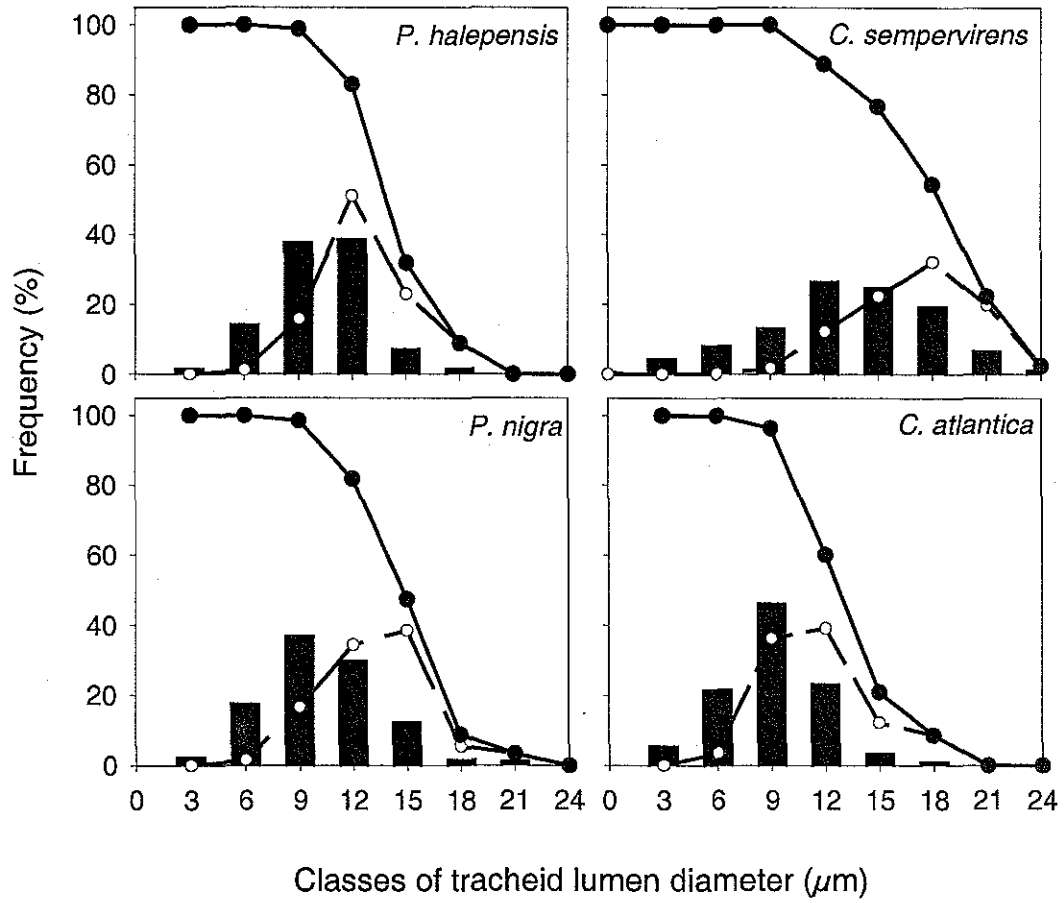 100
80
60
40
20
0
P. halepensis
C. sempervirens
100
80
60
40
20
0
P. nigra
C. atlantica
Frequency (%)
0 3 6 9 12 15 18 21 24
0 3 6 9 12 15 18 21 24
Classes of tracheid lumen diameter (µm)